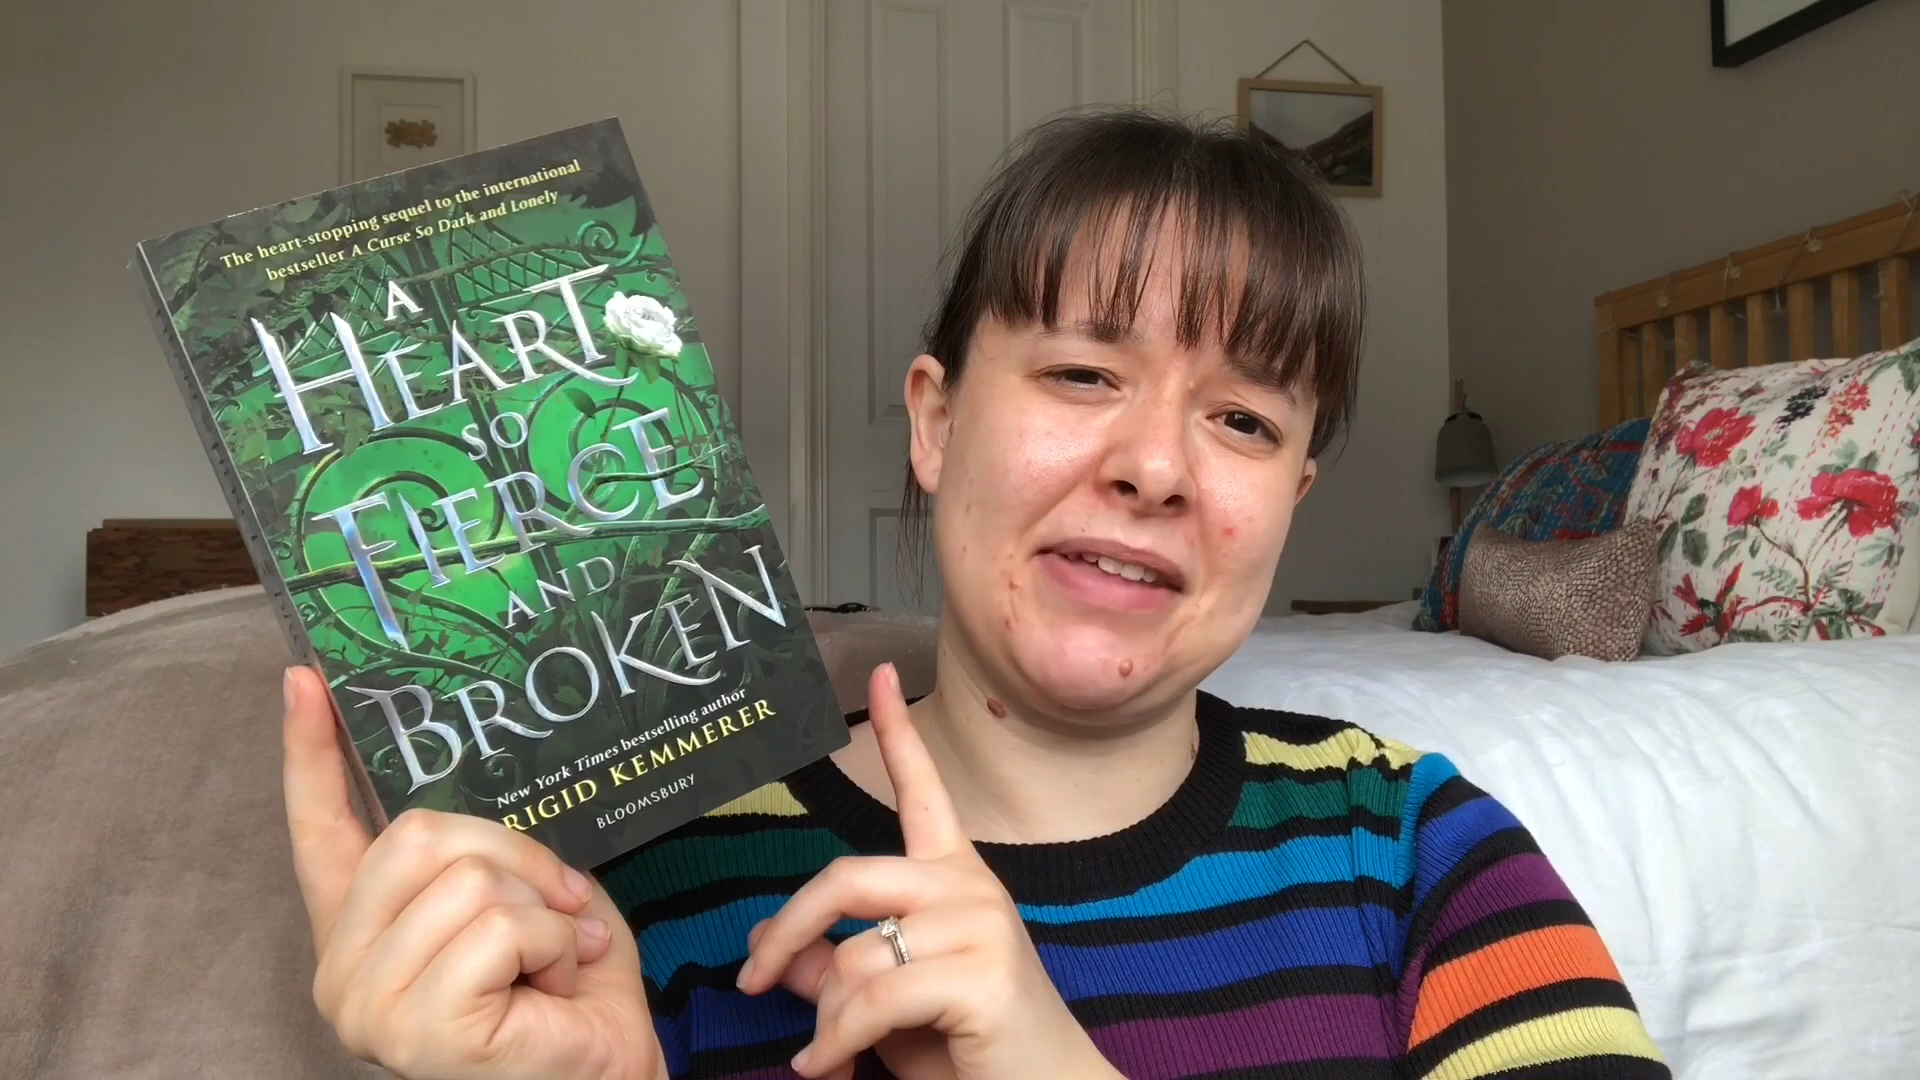 The heart-stopping sequel to the international
bestseller A Curse So Dark and Lonely
A
HEART
SO
FIERCE
AND
BROKEN
New York Times bestselling author
RIGID KEMMERER
BLOOMSBURY